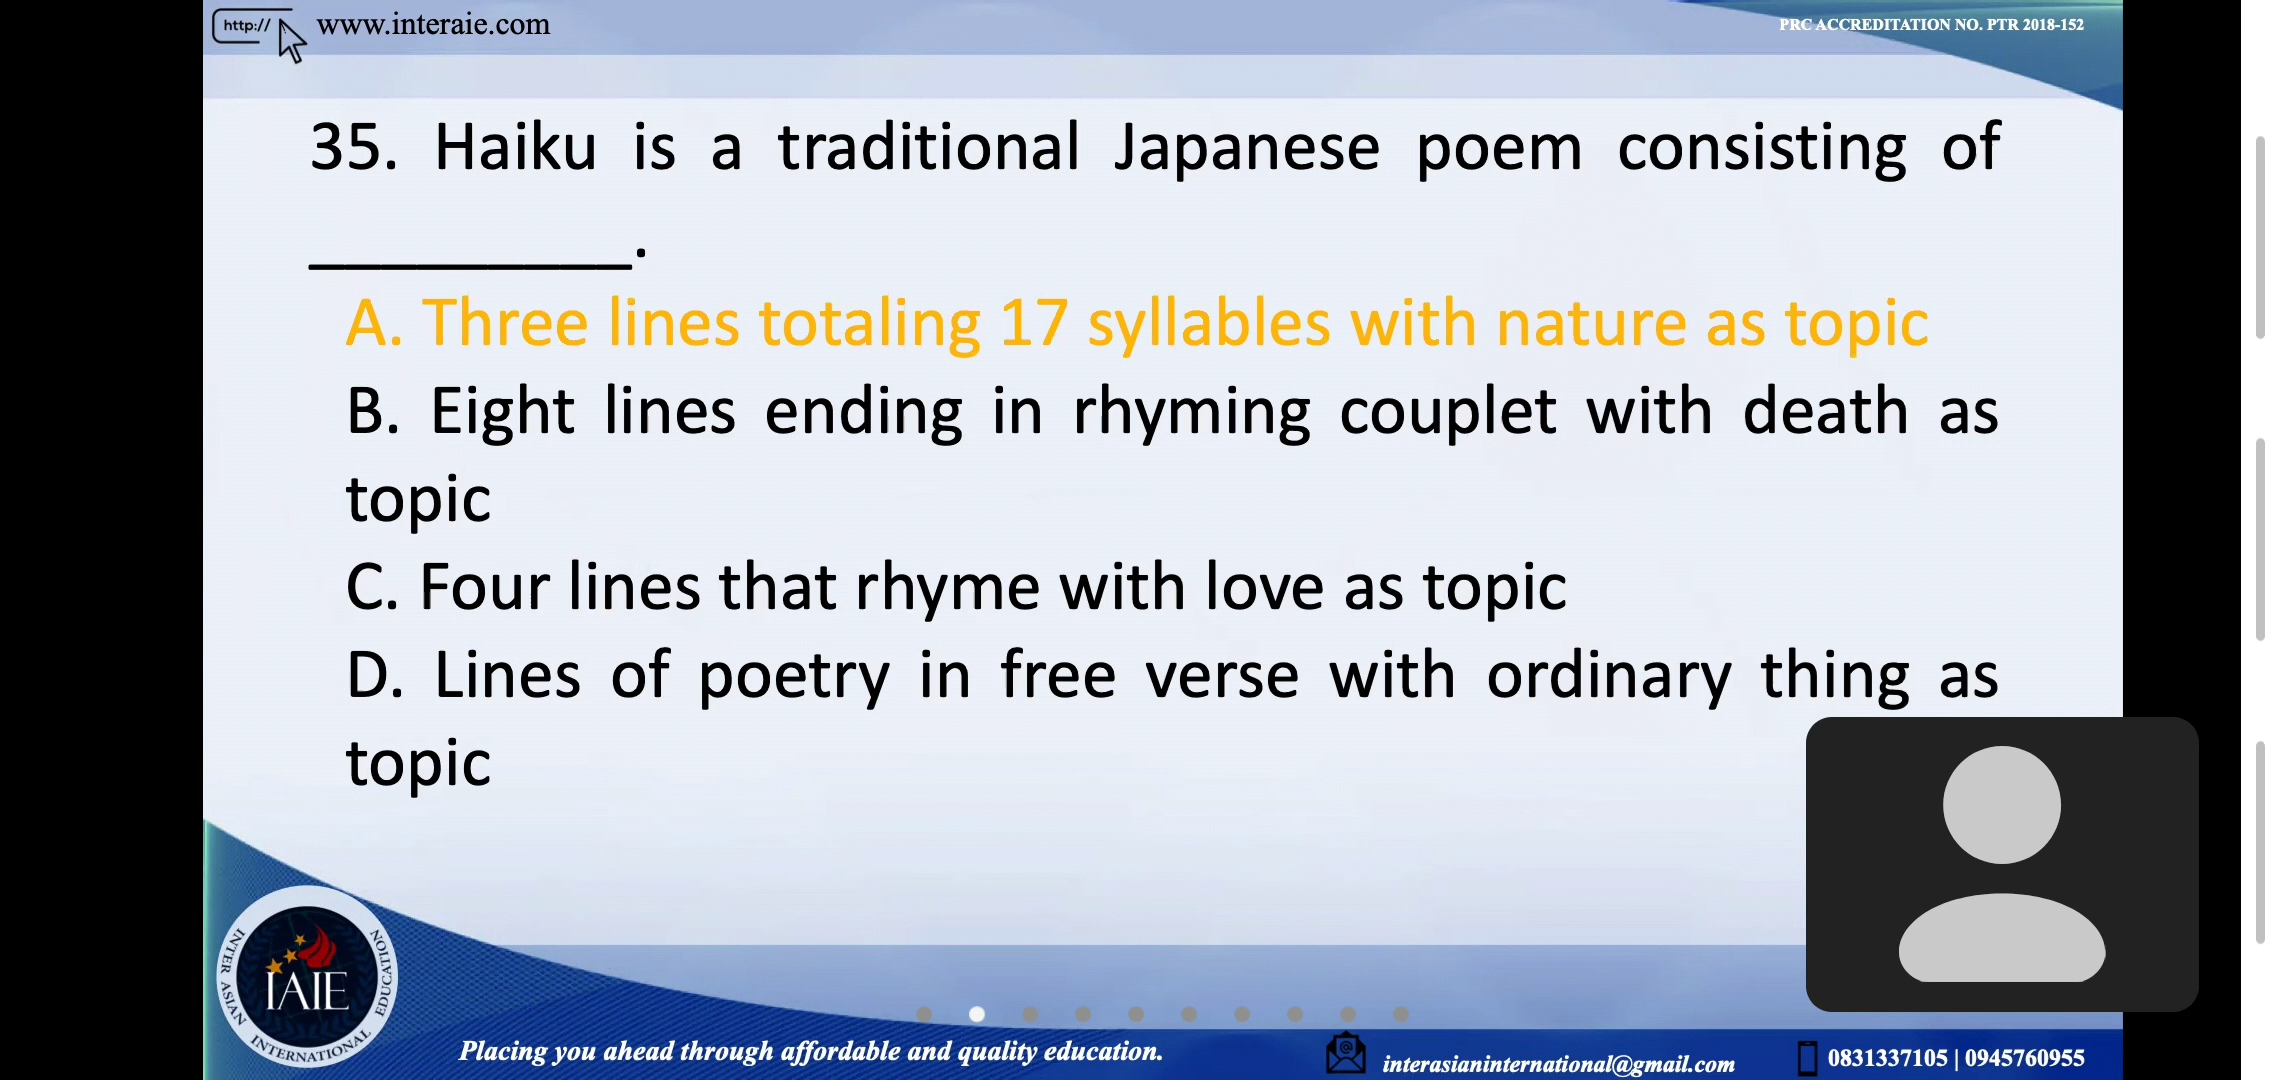 http:// www.interaie.com
PRC ACCREDITATION NO. PTR 2018-152
35. Haiku is a traditional Japanese poem consisting of
_________.
A. Three lines totaling 17 syllables with nature as topic
B. Eight lines ending in rhyming couplet with death as
topic
C. Four lines that rhyme with love as topic
D. Lines of poetry in free verse with ordinary thing as
topic
INTER ASIAN INTERNATIONAL EDUCATION
IAIE
Placing you ahead through affordable and quality education.
interasianinternational@gmail.com
0831337105 | 0945760955